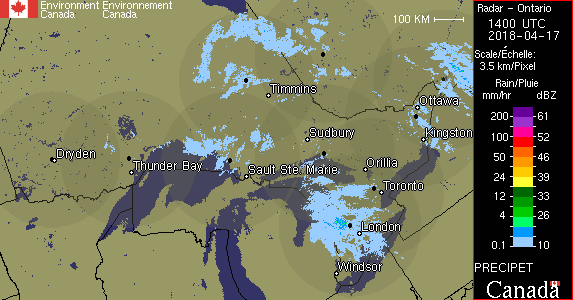 Environment Environnement
Canada Canada
100 KM
Timmins
Ottawa
Sudbury
Kingston
Dryden
Thunder Bay
Sault Ste. Marie
Orillia
Toronto
London
Windsor
Radar - Ontario
1400 UTC
2018-04-17
Scale/Échelle:
3.5 km/Pixel
Rain/Pluie
mm/hr dBZ
200 61
100 52
50 46
24 39
12 33
4 26
1 18
0.1 10
PRECIPET
Canada